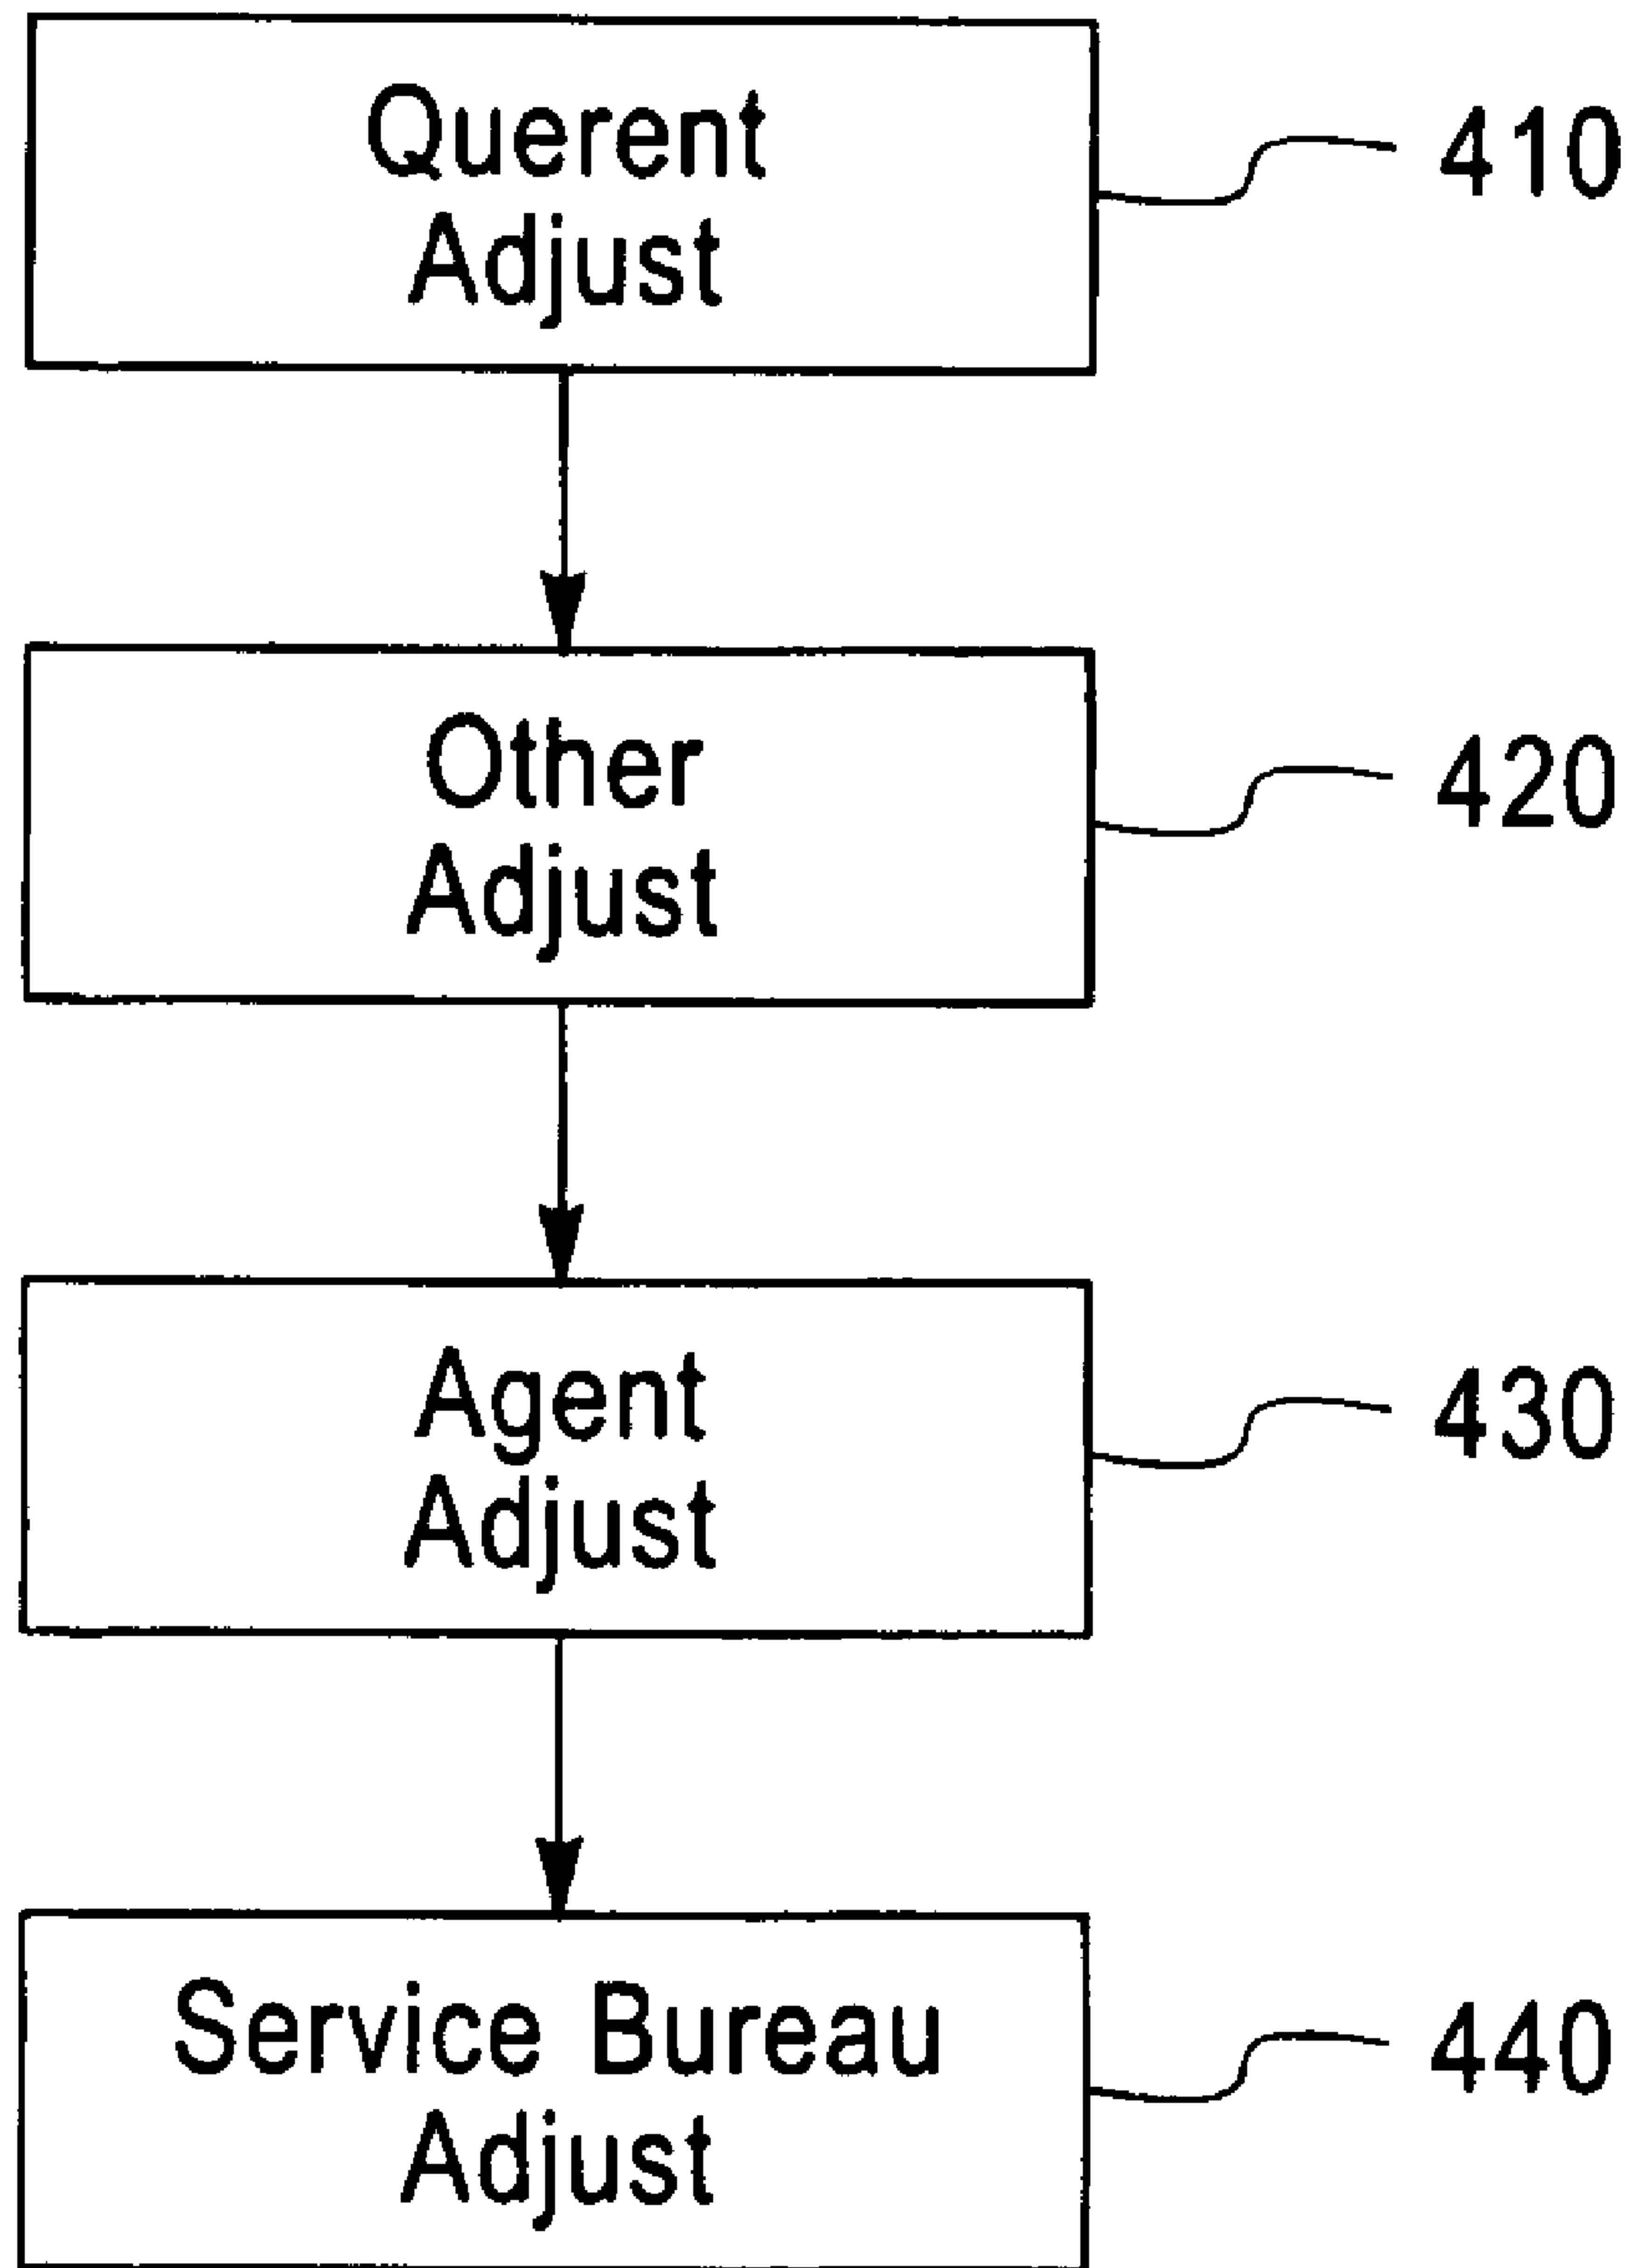 Querent
Adjust
410
Other
Adjust
420
Agent
Adjust
430
Service Bureau
Adjust
440